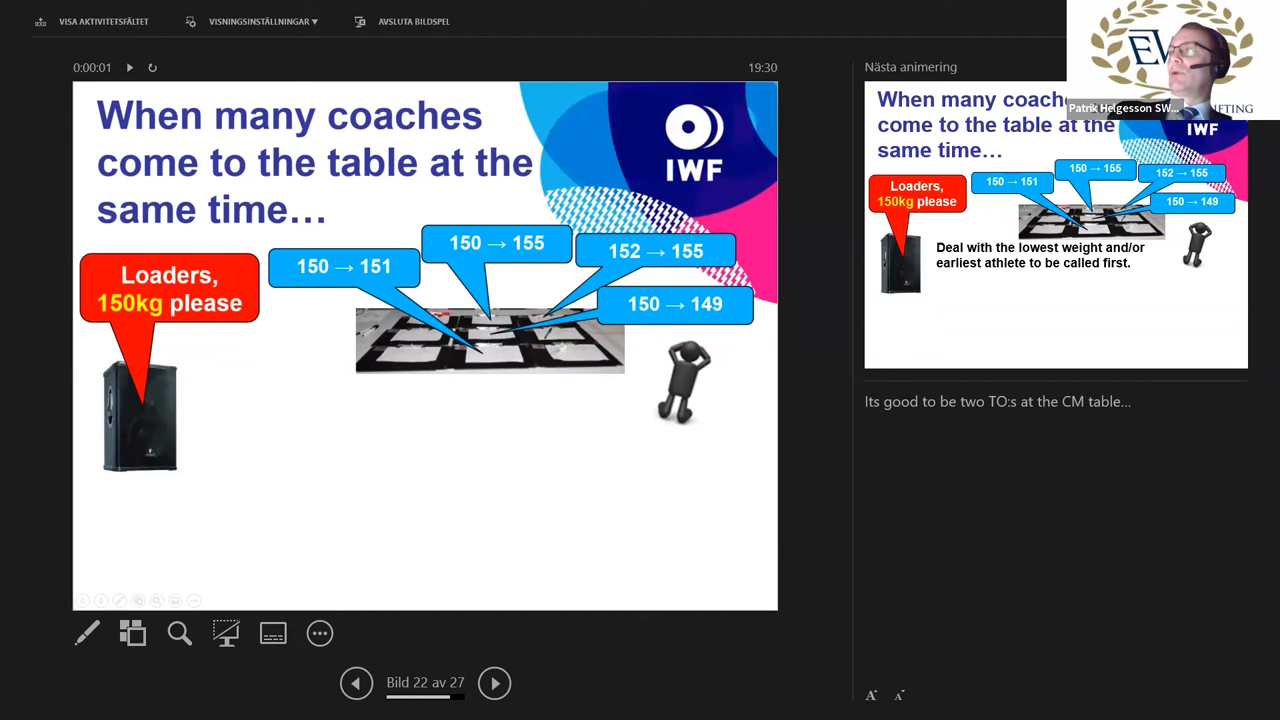 VISA AKTIVITETSFÄLTET
VISNINGSINSTÄLLNINGAR
AVSLUTA BILDSPEL
0:00:01
19:30
When many coaches
come to the table at the
same time…
IWF
150 → 151
150 → 155
152 → 155
150 → 149
Loaders,
150kg please
Bild 22 av 27
Nästa animering
Patrik Helgesson SW...
When many coach
come to the table at the
same time…
IWF
150 → 151
150 → 155
152 → 155
150 → 149
Loaders,
150kg please
Deal with the lowest weight and/or
earliest athlete to be called first.
Its good to be two TO:s at the CM table...
A
A